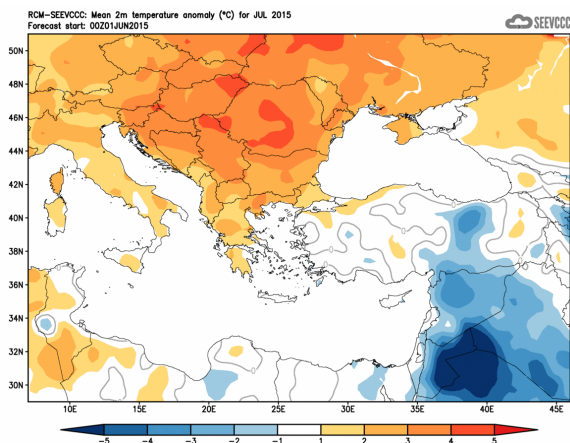 RCM-SEEVCCC: Mean 2m temperature anomaly (°C) for JUL 2015
Forecast start: 00Z01JUN2015
SEEVCCC
50N
48N
46N
44N
42N
40N
38N
36N
34N
32N
30N
10E 15E 20E 25E 30E 35E 40E 45E
-5 -4 -3 -2 -1 1 2 3 4 5